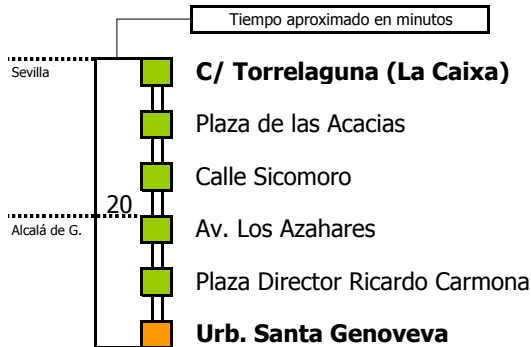 Tiempo aproximado en minutos
Sevilla
C/ Torrelaguna (La Caixa)
Plaza de las Acacias
Calle Sicomoro
20
Alcalá de G.
Av. Los Azahares
Plaza Director Ricardo Carmona
Urb. Santa Genoveva